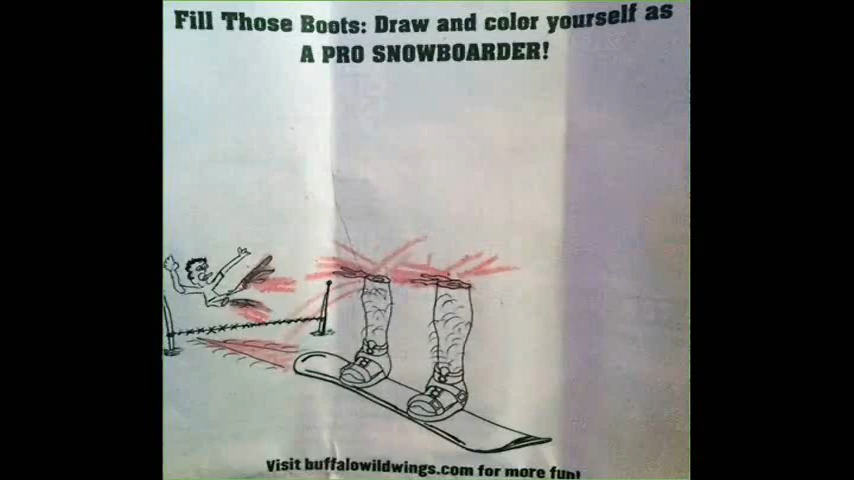 Fill Those Boots: Draw and color yourself as
A PRO SNOWBOARDER!
Visit buffalowildwings.com for more fun!